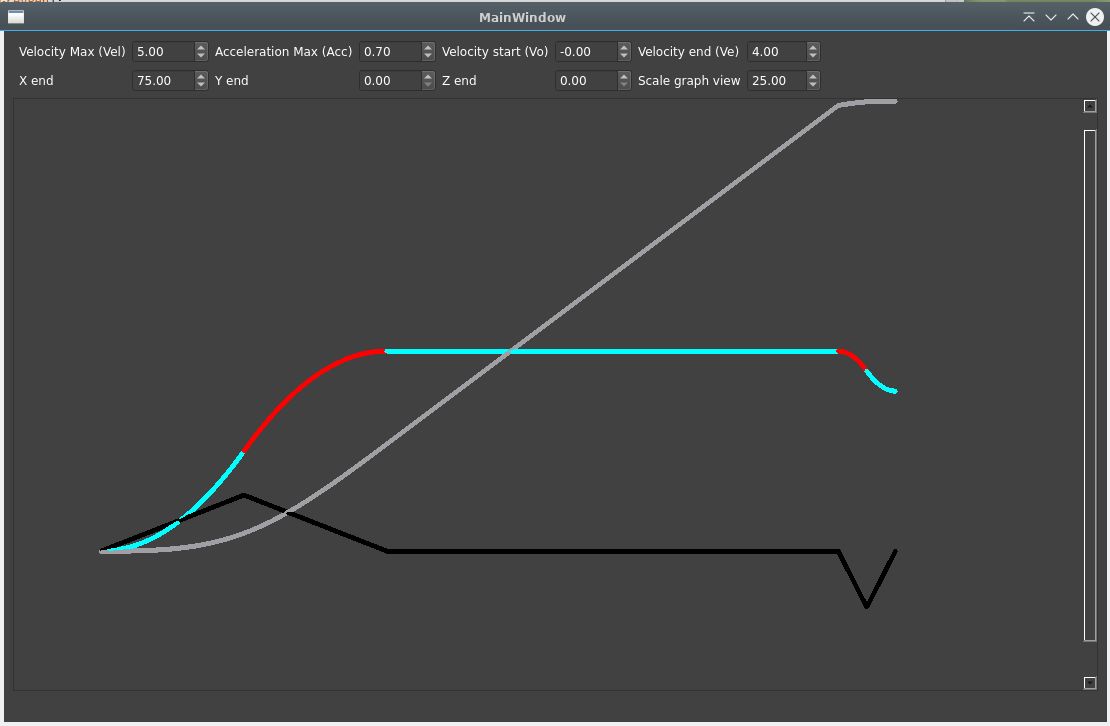 MainWindow
Velocity Max (Vel) 5.00 Acceleration Max (Acc) 0.70 Velocity start (Vo) -0.00 Velocity end (Ve) 4.00
X end 75.00 Y end 0.00 Z end 0.00 Scale graph view 25.00